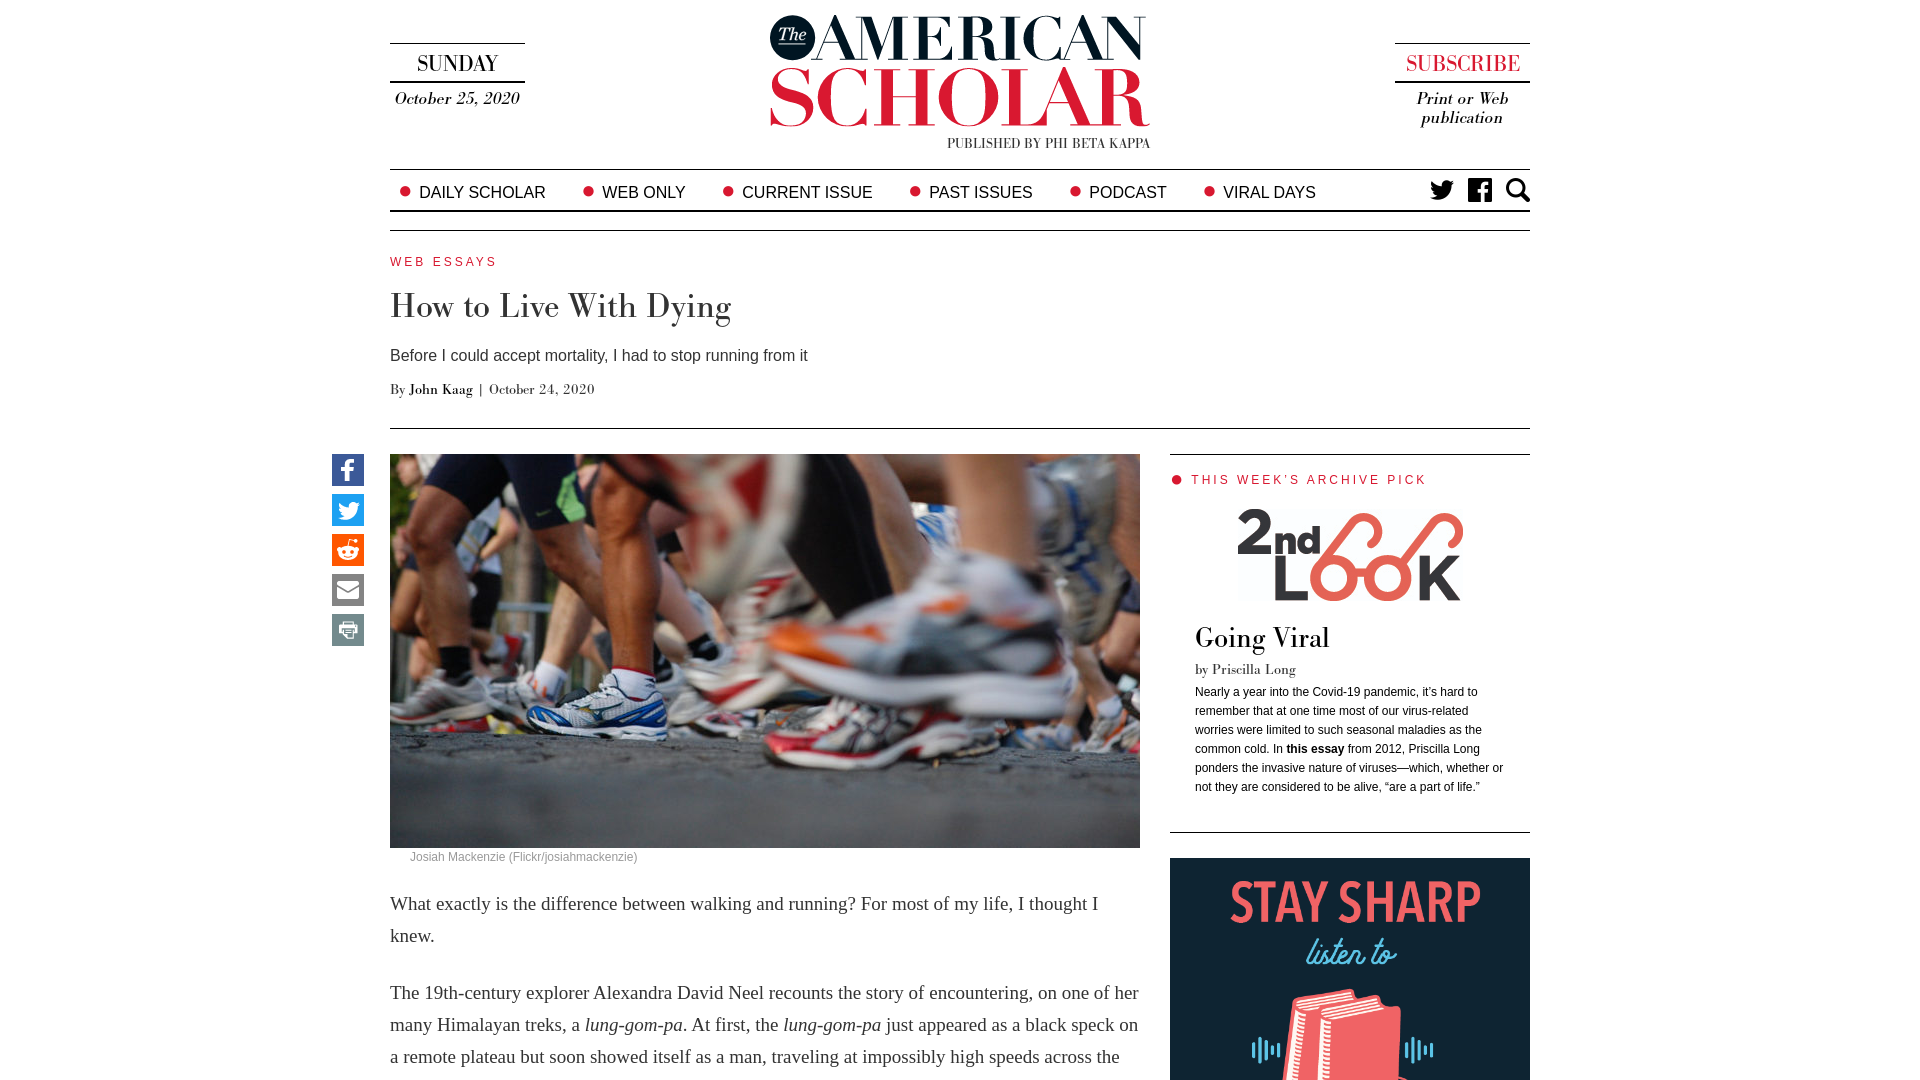 SUNDAY
October 25, 2020
The AMERICAN
SCHOLAR
PUBLISHED BY PHI BETA KAPPA
SUBSCRIBE
Print or Web
publication
DAILY SCHOLAR
WEB ONLY
CURRENT ISSUE
PAST ISSUES
PODCAST
VIRAL DAYS
WEB ESSAYS
How to Live With Dying
Before I could accept mortality, I had to stop running from it
By John Kaag | October 24, 2020
Josiah Mackenzie (Flickr/josiahmackenzie)
What exactly is the difference between walking and running? For most of my life, I thought I
knew.
The 19th-century explorer Alexandra David Neel recounts the story of encountering, on one of her
many Himalayan treks, a lung-gom-pa. At first, the lung-gom-pa just appeared as a black speck on
a remote plateau but soon showed itself as a man, traveling at impossibly high speeds across the
THIS WEEK’S ARCHIVE PICK
2nd
LOOK
Going Viral
by Priscilla Long
Nearly a year into the Covid-19 pandemic, it’s hard to
remember that at one time most of our virus-related
worries were limited to such seasonal maladies as the
common cold. In this essay from 2012, Priscilla Long
ponders the invasive nature of viruses—which, whether or
not they are considered to be alive, “are a part of life.”
STAY SHARP
listen to